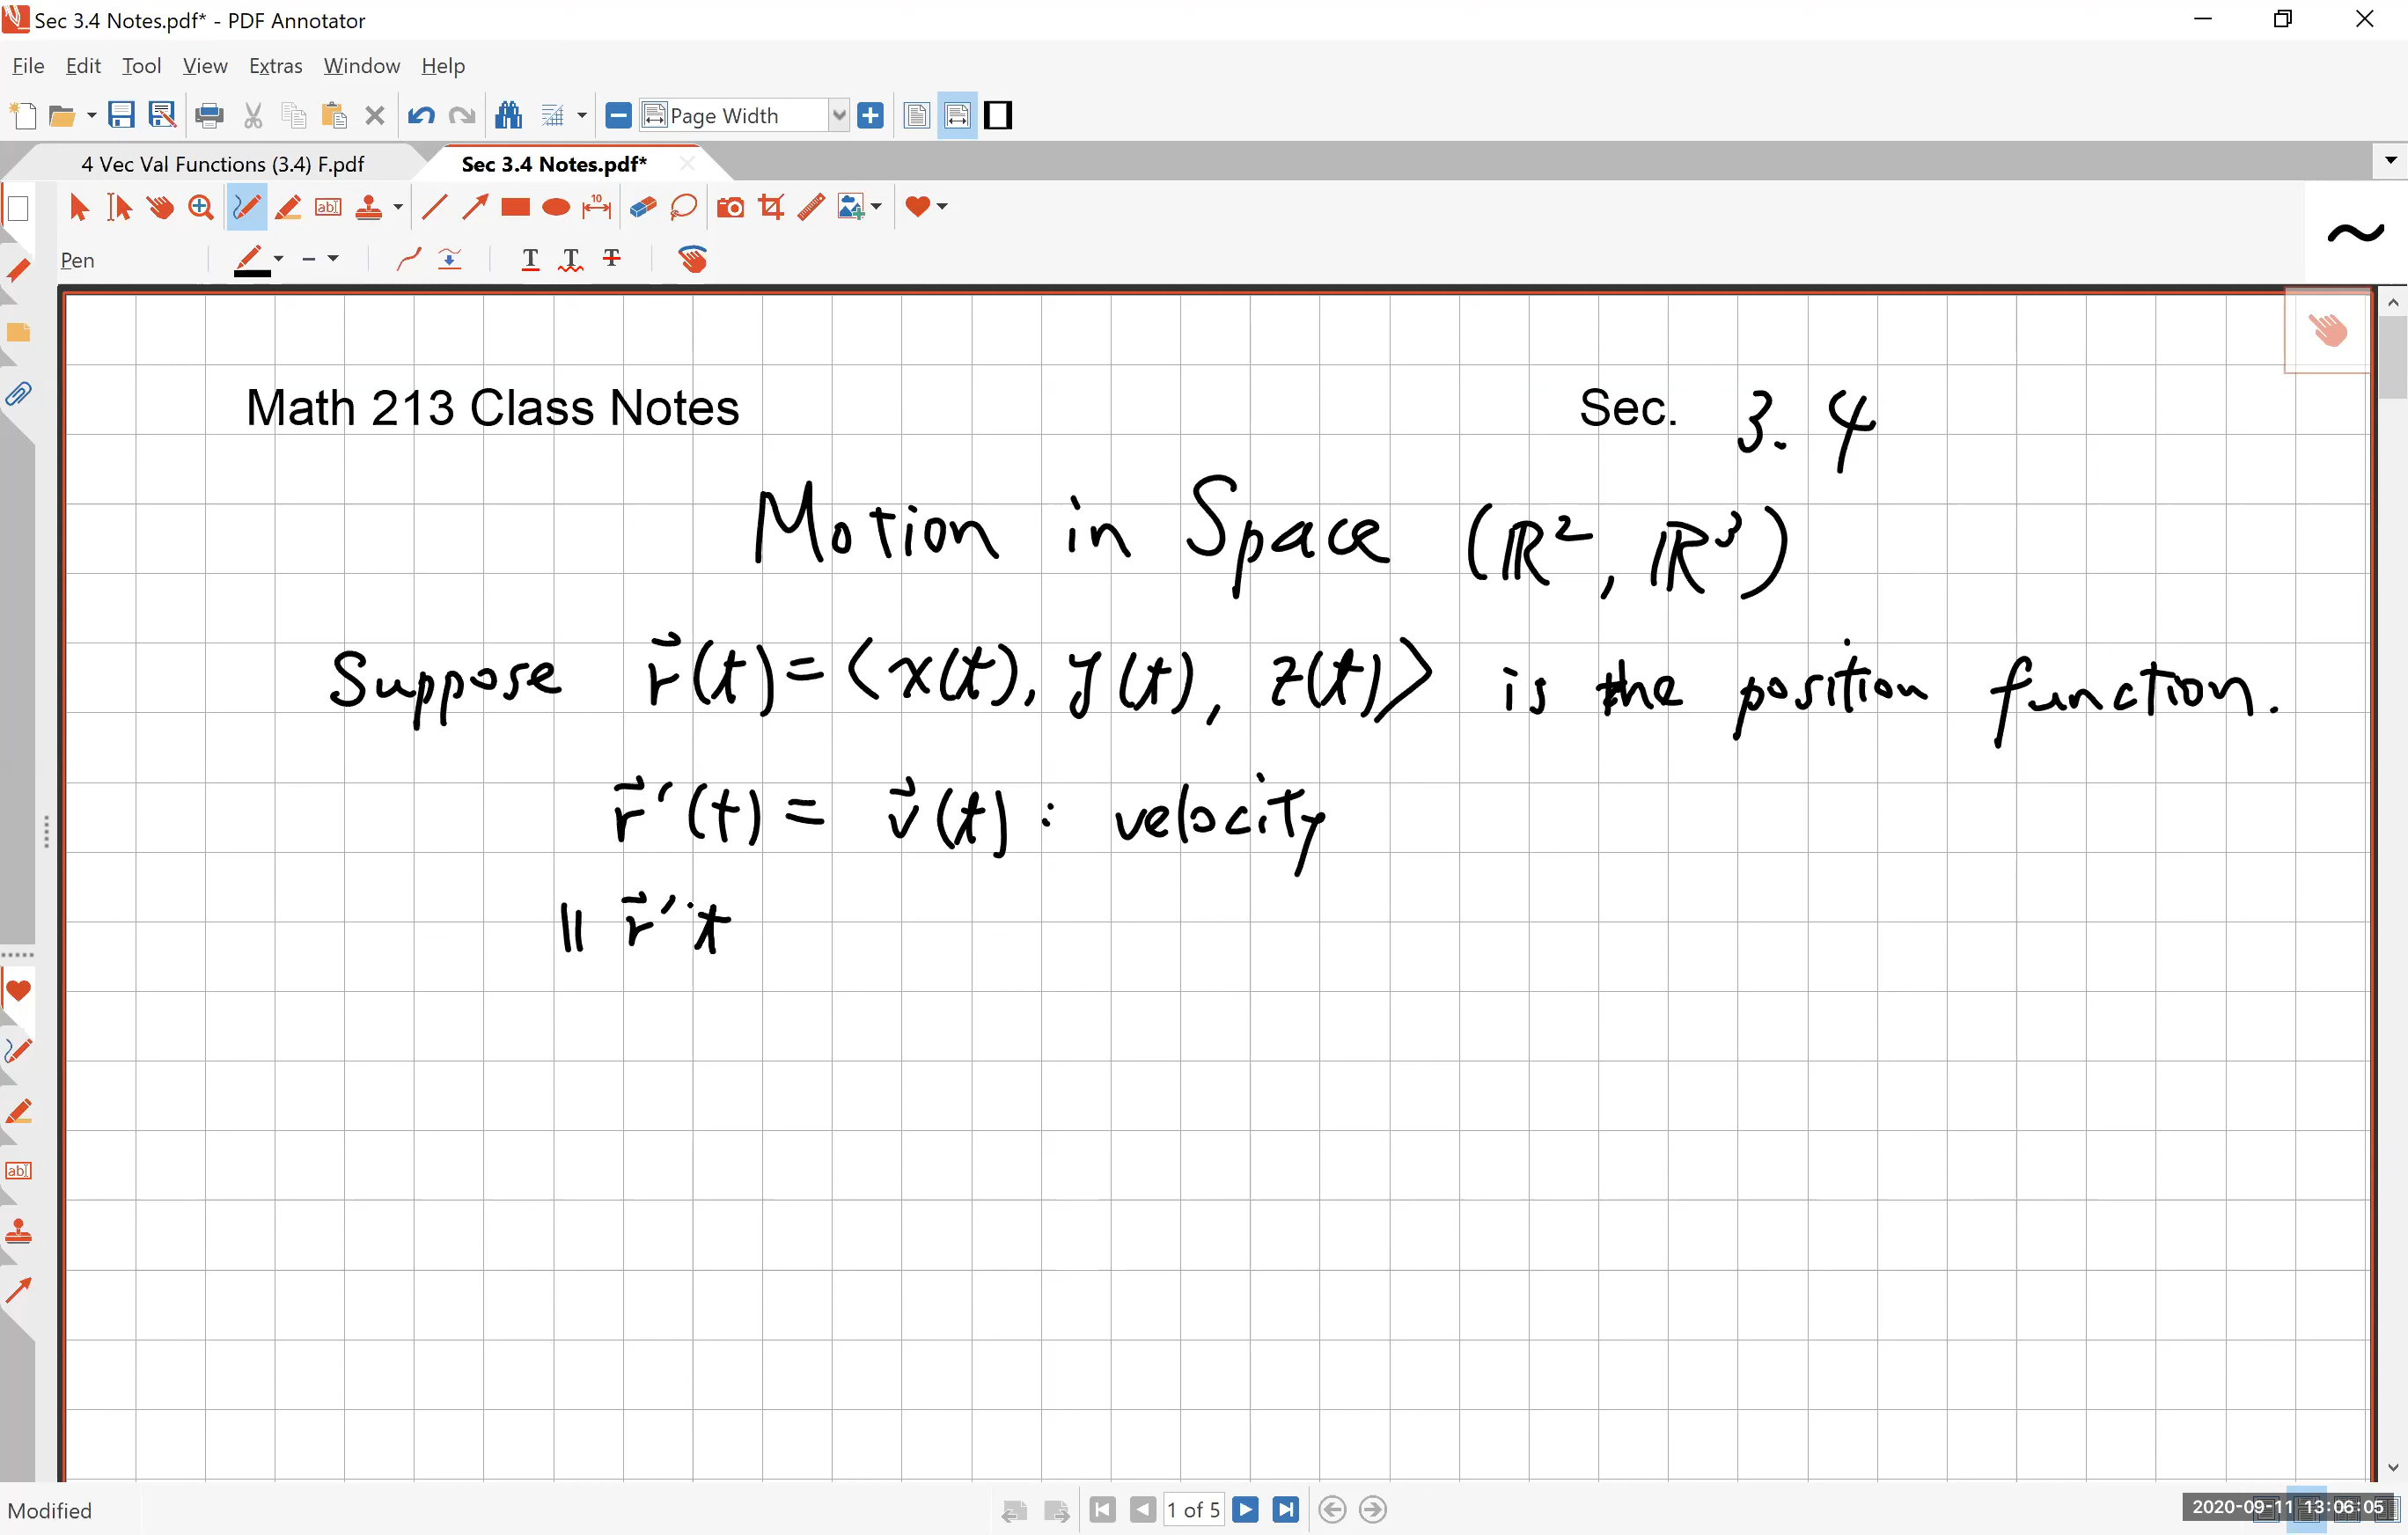 Sec 3.4 Notes.pdf* - PDF Annotator
File Edit Tool View Extras Window Help
Page Width
4 Vec Val Functions (3.4) F.pdf Sec 3.4 Notes.pdf*
ab 10
Pen T T T
Math 213 Class Notes Sec. 3.4
Motion in Space (ℝ², ℝ³)
Suppose r⃗(t) = ⟨x(t), y(t), z(t)⟩ is the position function.
r⃗′(t) = v⃗(t) : velocity
‖ r⃗′ t
ab
Modified 1 of 5 2020-09-11 13:06:05